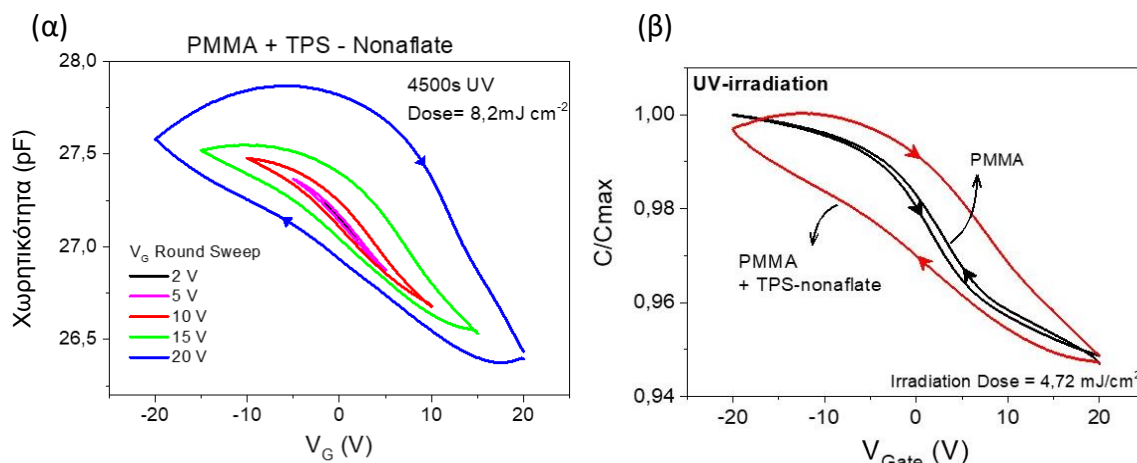 (α)
PMMA + TPS - Nonaflate
28,0
27,5
27,0
26,5
Χωρητικότητα (pF)
4500s UV
Dose= 8,2mJ cm-2
VG Round Sweep
2 V
5 V
10 V
15 V
20 V
-20 -10 0 10 20
VG (V)
(β)
UV-irradiation
1,00
0,98
0,96
0,94
C/Cmax
PMMA
PMMA
+ TPS-nonaflate
Irradiation Dose = 4,72 mJ/cm2
-20 -10 0 10 20
VGate (V)